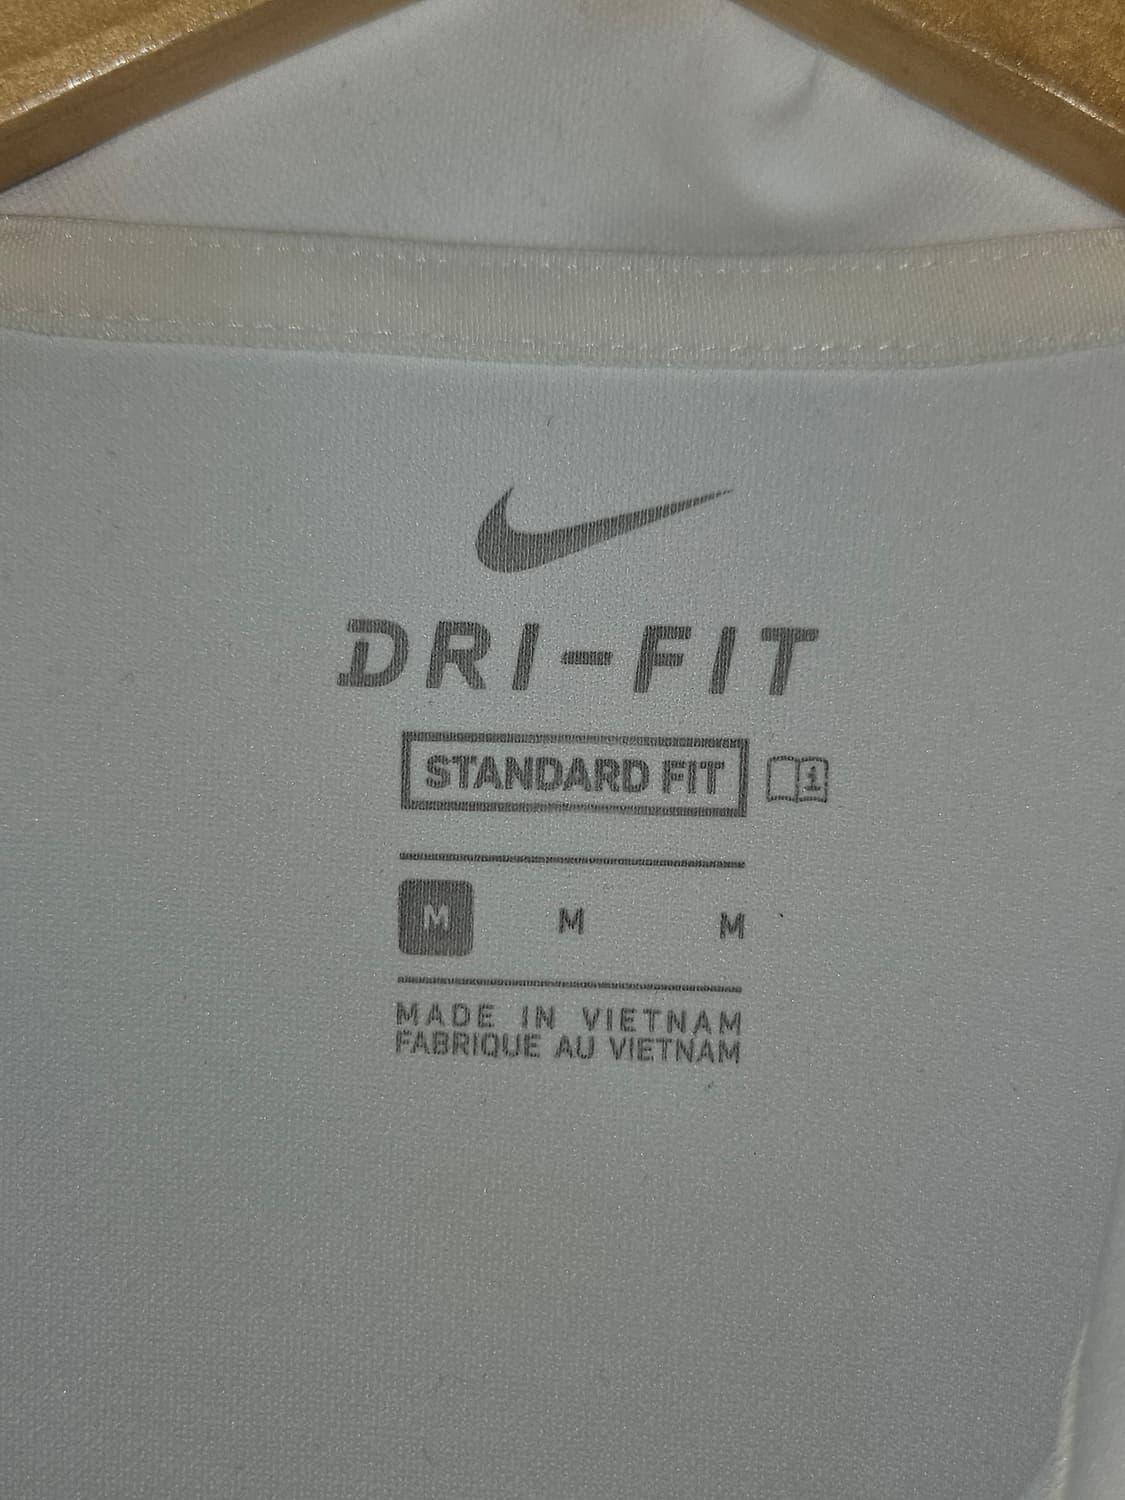 DRI-FIT
STANDARD FIT i
M M M
MADE IN VIETNAM
FABRIQUE AU VIETNAM